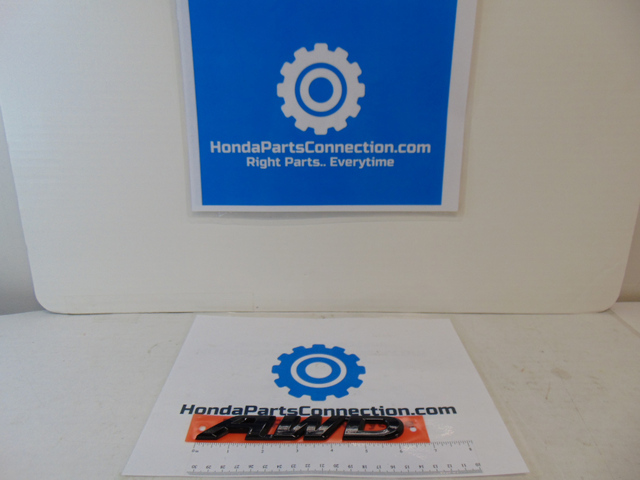 HondaPartsConnection.com
Right Parts.. Everytime
HondaPartsConnection.com
AWD